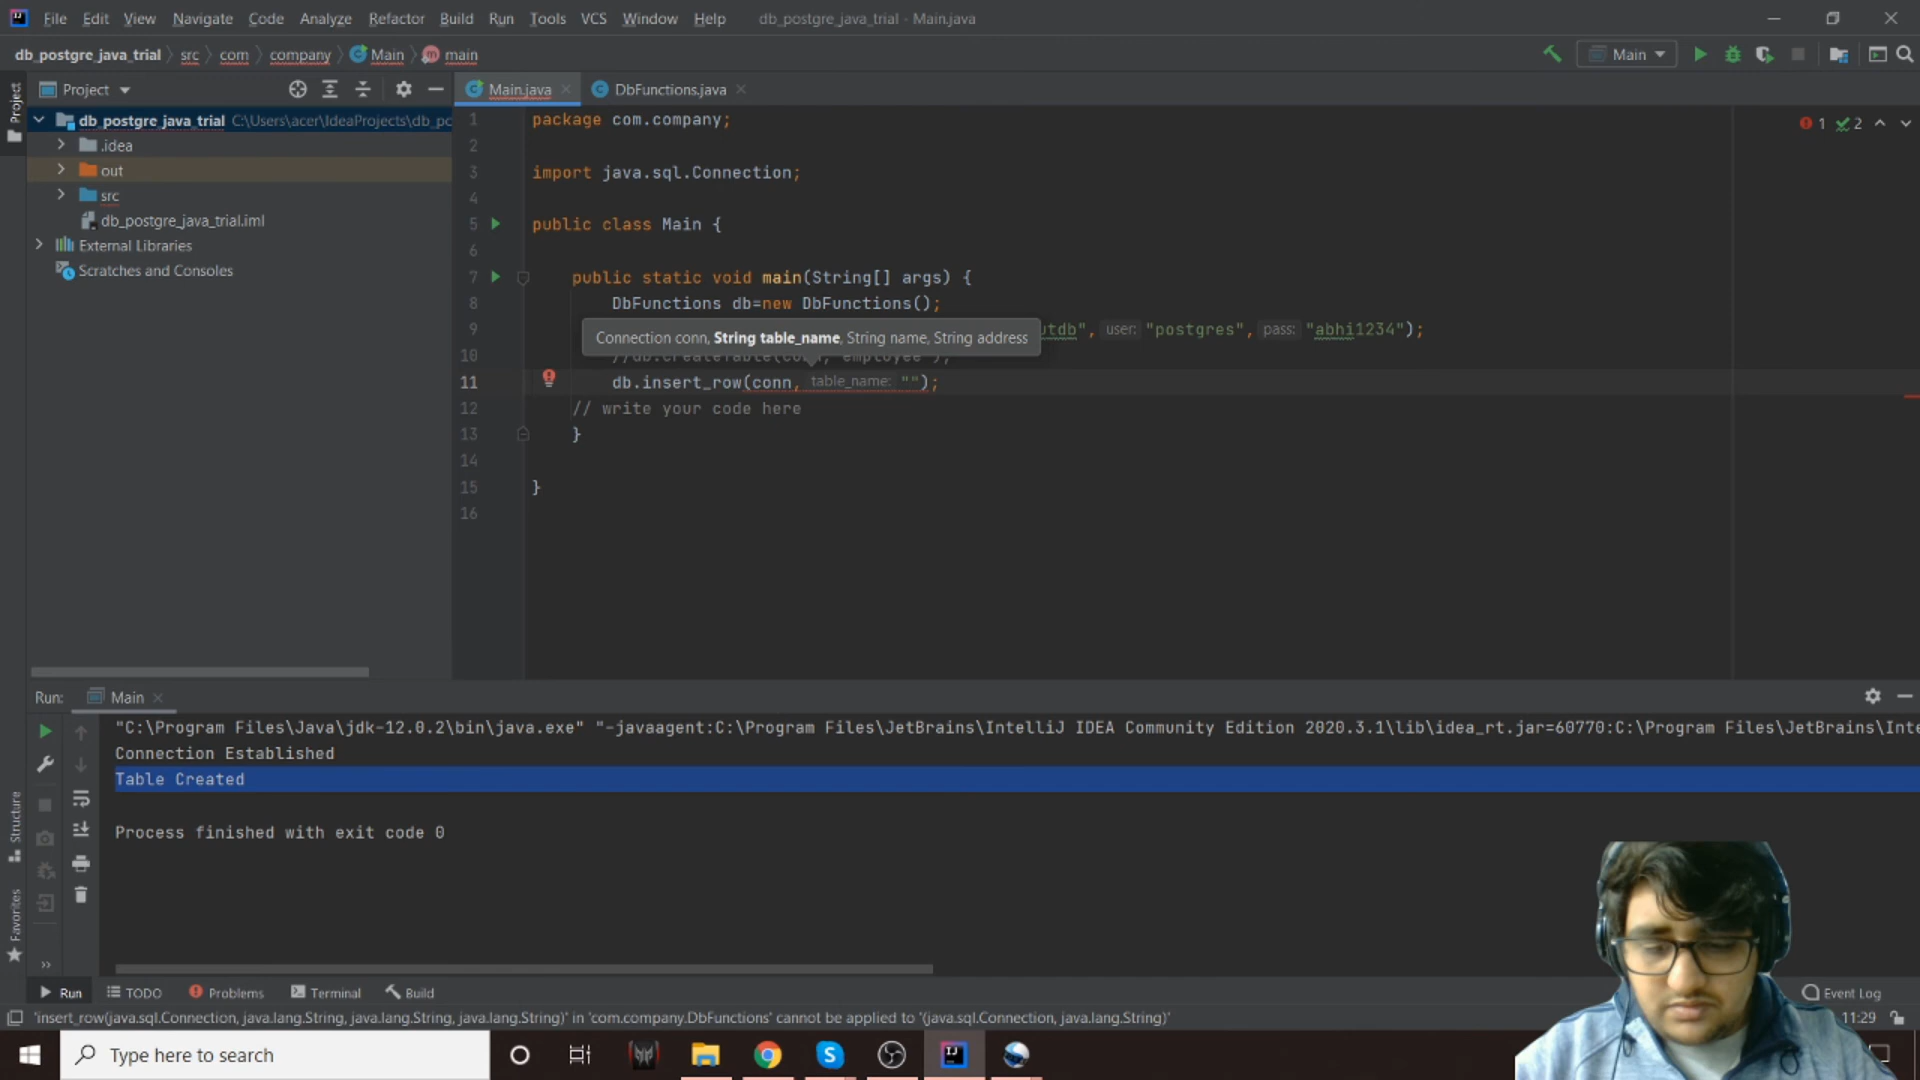 File Edit View Navigate Code Analyze Refactor Build Run Tools VCS Window Help db_postgre_java_trial - Main.java
db_postgre_java_trial src com company Main main
Main
Project
Project
Main.java
DbFunctions.java
db_postgre_java_trial C:\Users\acer\IdeaProjects\db_pc
.idea
out
src
db_postgre_java_trial.iml
External Libraries
Scratches and Consoles
1 package com.company;
2
3 import java.sql.Connection;
4
5 public class Main {
6
7 public static void main(String[] args) {
8 DbFunctions db=new DbFunctions();
9 utdb", user: "postgres", pass: "abhi1234");
Connection conn, String table_name, String name, String address
10 //db.createTable(conn,"employee");
11 db.insert_row(conn, table_name: "");
12 // write your code here
13 }
14
15 }
16
1 2
Run: Main
"C:\Program Files\Java\jdk-12.0.2\bin\java.exe" "-javaagent:C:\Program Files\JetBrains\IntelliJ IDEA Community Edition 2020.3.1\lib\idea_rt.jar=60770:C:\Program Files\JetBrains\Inte
Connection Established
Table Created
Process finished with exit code 0
Structure
Favorites
Run TODO Problems Terminal Build Event Log
'insert_row(java.sql.Connection, java.lang.String, java.lang.String, java.lang.String)' in 'com.company.DbFunctions' cannot be applied to '(java.sql.Connection, java.lang.String)'
11:29
Type here to search